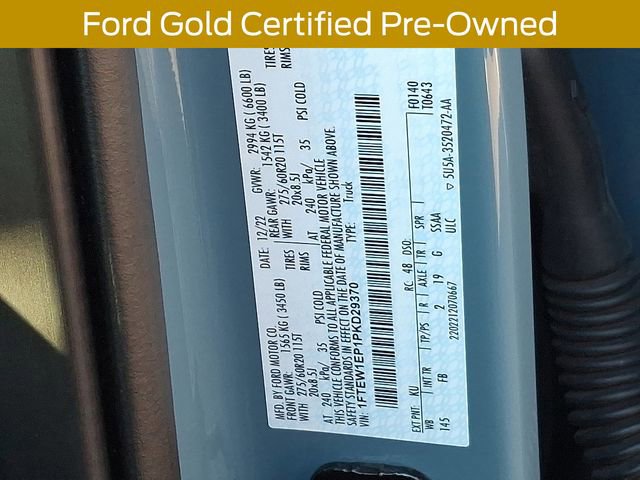 Ford Gold Certified Pre-Owned
MFD. BY FORD MOTOR CO.
DATE: 12/22 GVWR: 2994 KG ( 6600 LB)
FRONT GAWR: 1565 KG ( 3450 LB) REAR GAWR: 1542 KG ( 3400 LB)
WITH 275/60R20 115T TIRES WITH 275/60R20 115T TIRES
20x8.5J RIMS 20x8.5J RIMS
AT 240 kPa/ 35 PSI COLD AT 240 kPa/ 35 PSI COLD
THIS VEHICLE CONFORMS TO ALL APPLICABLE FEDERAL MOTOR VEHICLE
SAFETY STANDARDS IN EFFECT ON THE DATE OF MANUFACTURE SHOWN ABOVE.
VIN: 1FTEW1EP1PKD29370 TYPE: Truck
EXT PNT: KU RC: 48 DSO: F0140
T0643
WB INT TR TP/PS R AXLE TR SPR
145 FB 2 19 G SSAA
ULC
2202212070667 5U5A-3520472-AA